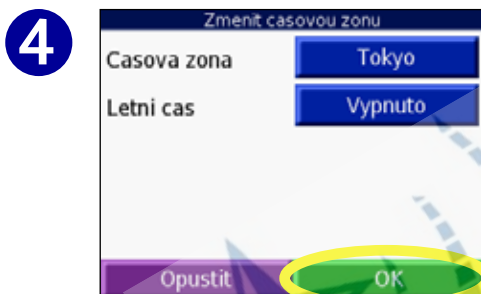 4
Zmenit casovou zonu
Casova zona Tokyo
Letni cas Vypnuto
Opustit OK